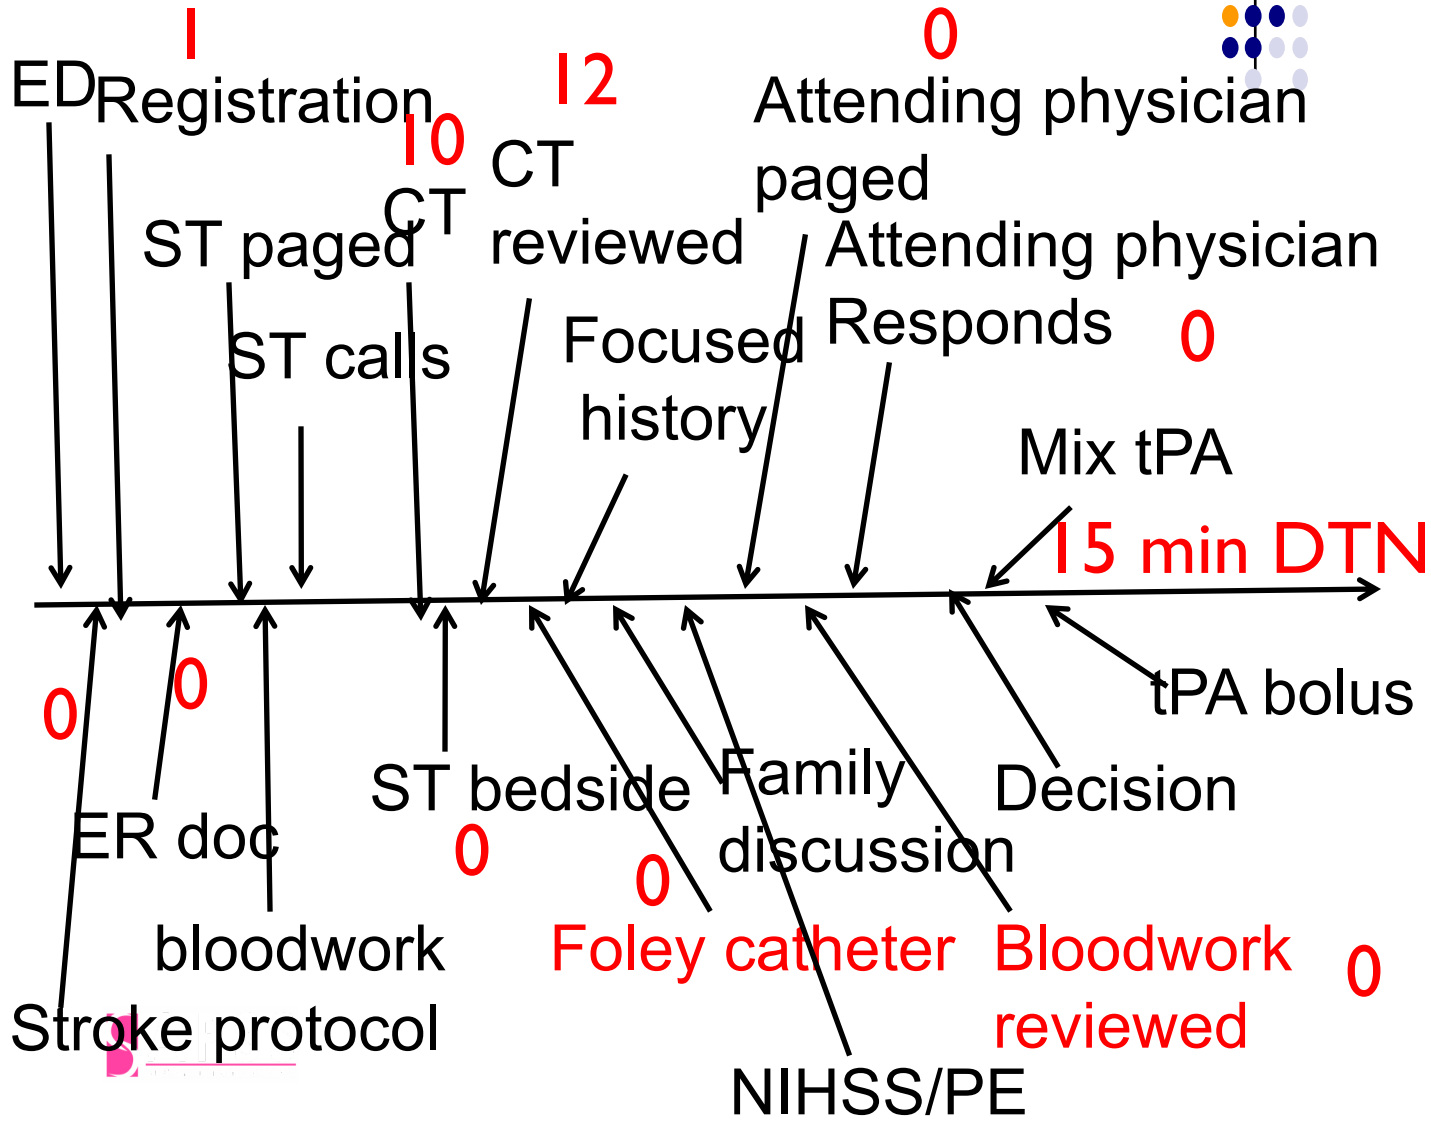 1
0
ED
Registration
12
Attending physician
paged
10
CT
CT
reviewed
ST paged
Attending physician
Responds
0
ST calls
Focused
history
Mix tPA
15 min DTN
0
0
tPA bolus
ST bedside
Family
discussion
Decision
ER doc
0
0
bloodwork
Foley catheter
Bloodwork
reviewed
0
Stroke protocol
NIHSS/PE